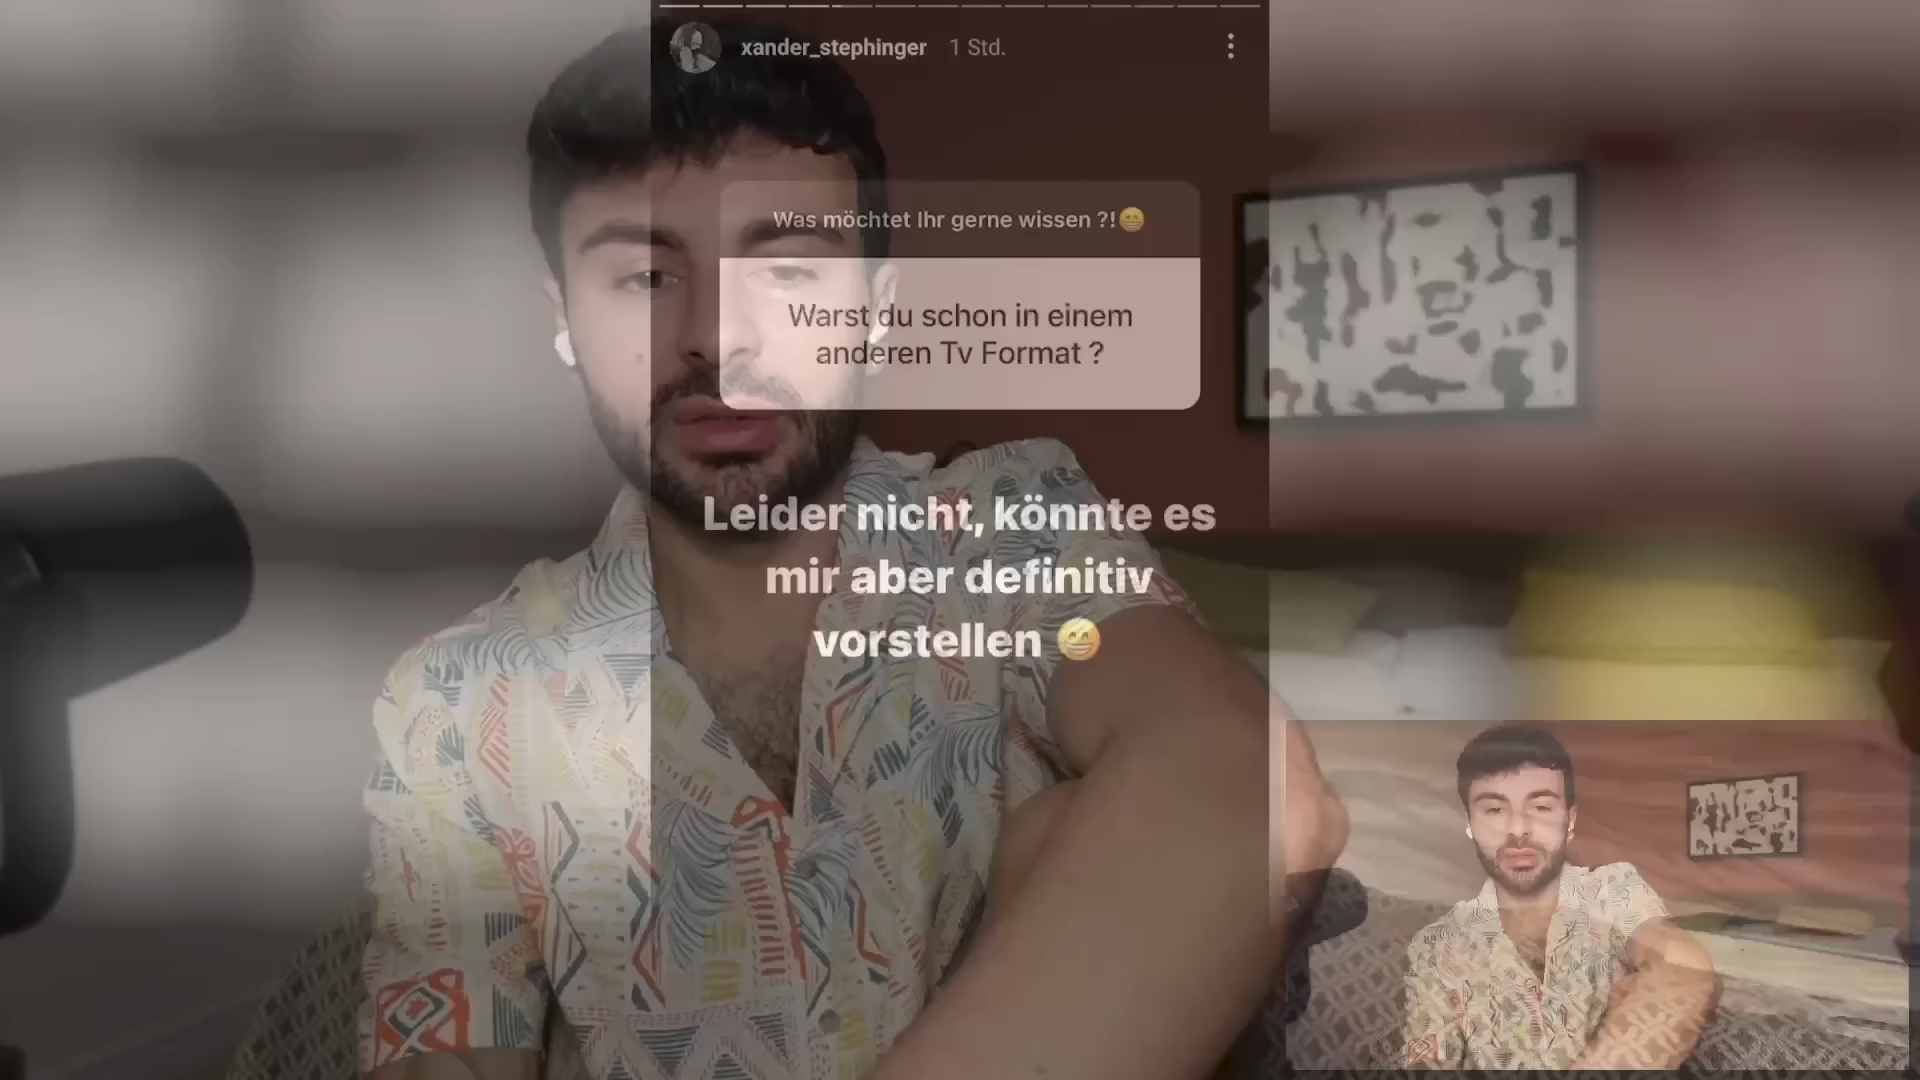 xander_stephinger 1 Std.
Was möchtet Ihr gerne wissen ?!😁
Warst du schon in einem
anderen Tv Format ?
Leider nicht, könnte es
mir aber definitiv
vorstellen 😁